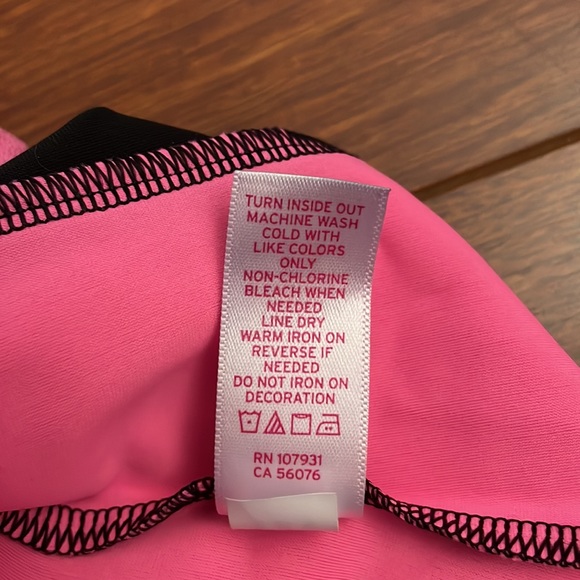 TURN INSIDE OUT
MACHINE WASH
COLD WITH
LIKE COLORS
ONLY
NON-CHLORINE
BLEACH WHEN
NEEDED
LINE DRY
WARM IRON ON
REVERSE IF
NEEDED
DO NOT IRON ON
DECORATION
RN 107931
CA 56076